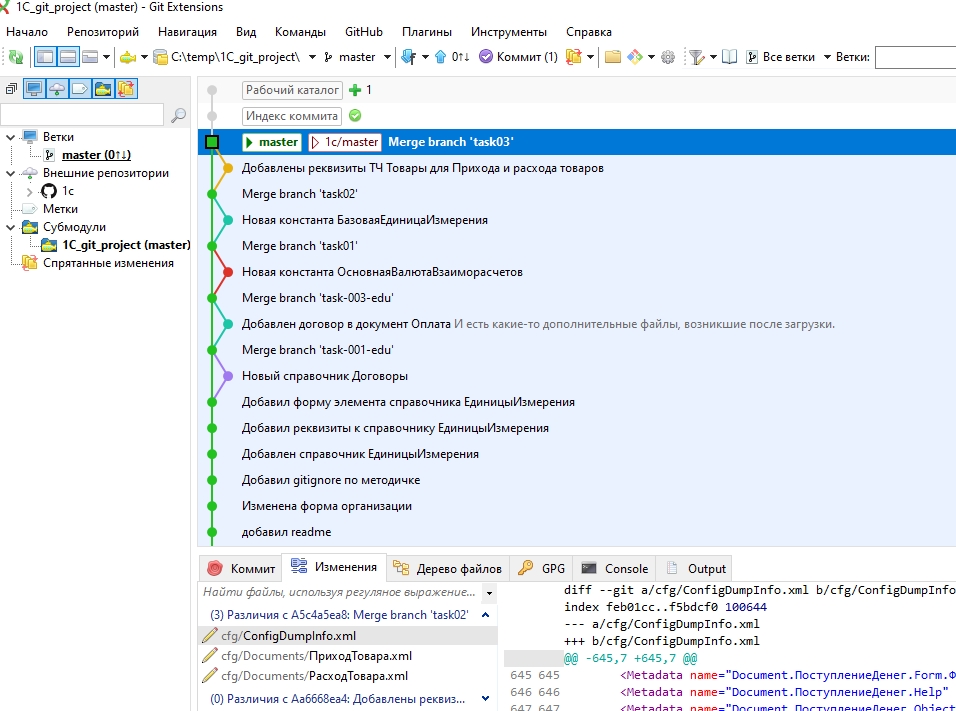 1C_git_project (master) - Git Extensions
Начало Репозиторий Навигация Вид Команды GitHub Плагины Инструменты Справка
C:\temp\1C_git_project\ master 0↑↓ Коммит (1) Все ветки Ветки:
Рабочий каталог 1
Индекс коммита
master 1c/master Merge branch 'task03'
Ветки
master (0↑↓)
Внешние репозитории
1c
Метки
Субмодули
1C_git_project (master)
Спрятанные изменения
Добавлены реквизиты ТЧ Товары для Прихода и расхода товаров
Merge branch 'task02'
Новая константа БазоваяЕдиницаИзмерения
Merge branch 'task01'
Новая константа ОсновнаяВалютаВзаиморасчетов
Merge branch 'task-003-edu'
Добавлен договор в документ Оплата И есть какие-то дополнительные файлы, возникшие после загрузки.
Merge branch 'task-001-edu'
Новый справочник Договоры
Добавил форму элемента справочника ЕдиницыИзмерения
Добавил реквизиты к справочнику ЕдиницыИзмерения
Добавлен справочник ЕдиницыИзмерения
Добавил gitignore по методичке
Изменена форма организации
добавил readme
Коммит Изменения Дерево файлов GPG Console Output
Найти файлы, используя регуляное выражение...
(3) Различия с A5c4a5ea8: Merge branch 'task02'
cfg/ConfigDumpInfo.xml
cfg/Documents/ПриходТовара.xml
cfg/Documents/РасходТовара.xml
(0) Различия с Aa6668ea4: Добавлены реквиз...
diff --git a/cfg/ConfigDumpInfo.xml b/cfg/ConfigDumpInfo
index feb01cc..f5bdcf0 100644
--- a/cfg/ConfigDumpInfo.xml
+++ b/cfg/ConfigDumpInfo.xml
@@ -645,7 +645,7 @@
645 645 <Metadata name="Document.ПоступлениеДенег.Form.Ф
646 646 <Metadata name="Document.ПоступлениеДенег.Help"
647 647 <Metadata name="Document.ПоступлениеДенег.Object